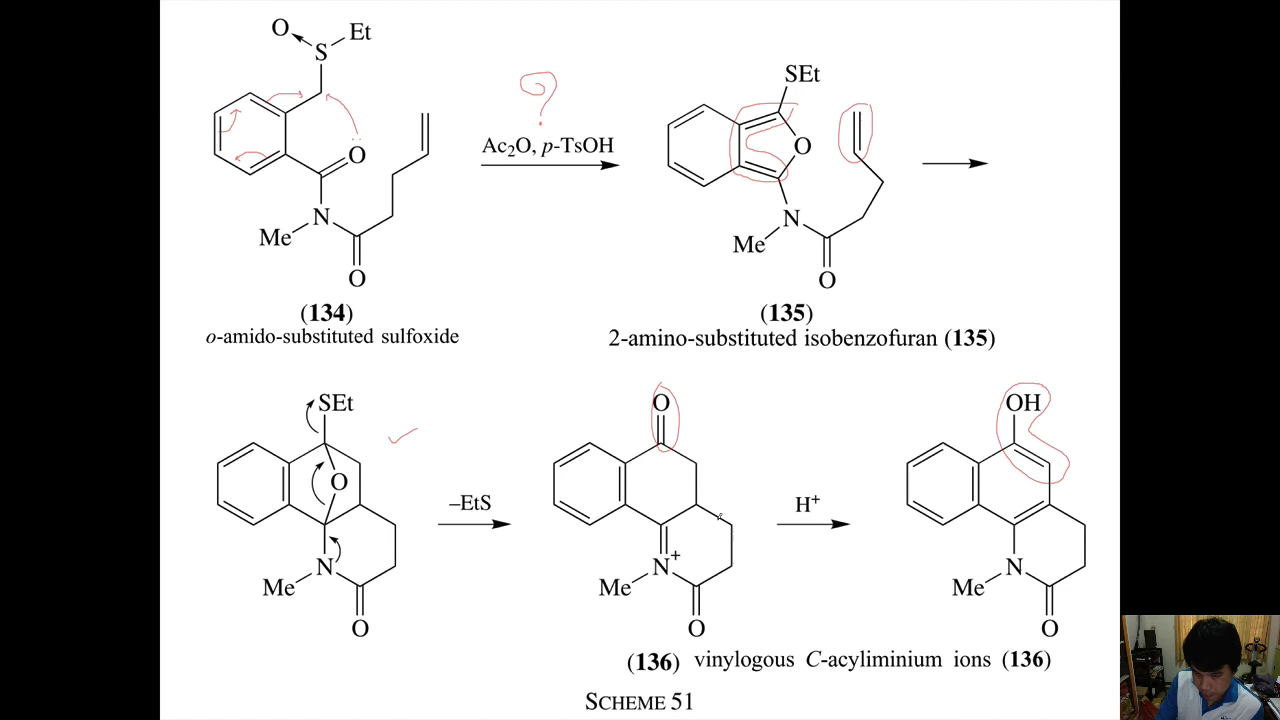 O
S
Et
O
N
Me
O
(134)
o-amido-substituted sulfoxide
?
Ac₂O, p-TsOH
SEt
O
N
Me
O
(135)
2-amino-substituted isobenzofuran (135)
SEt
O
N
Me
O
–EtS
O
N+
Me
O
H⁺
OH
N
Me
O
(136) vinylogous C-acyliminium ions (136)
SCHEME 51